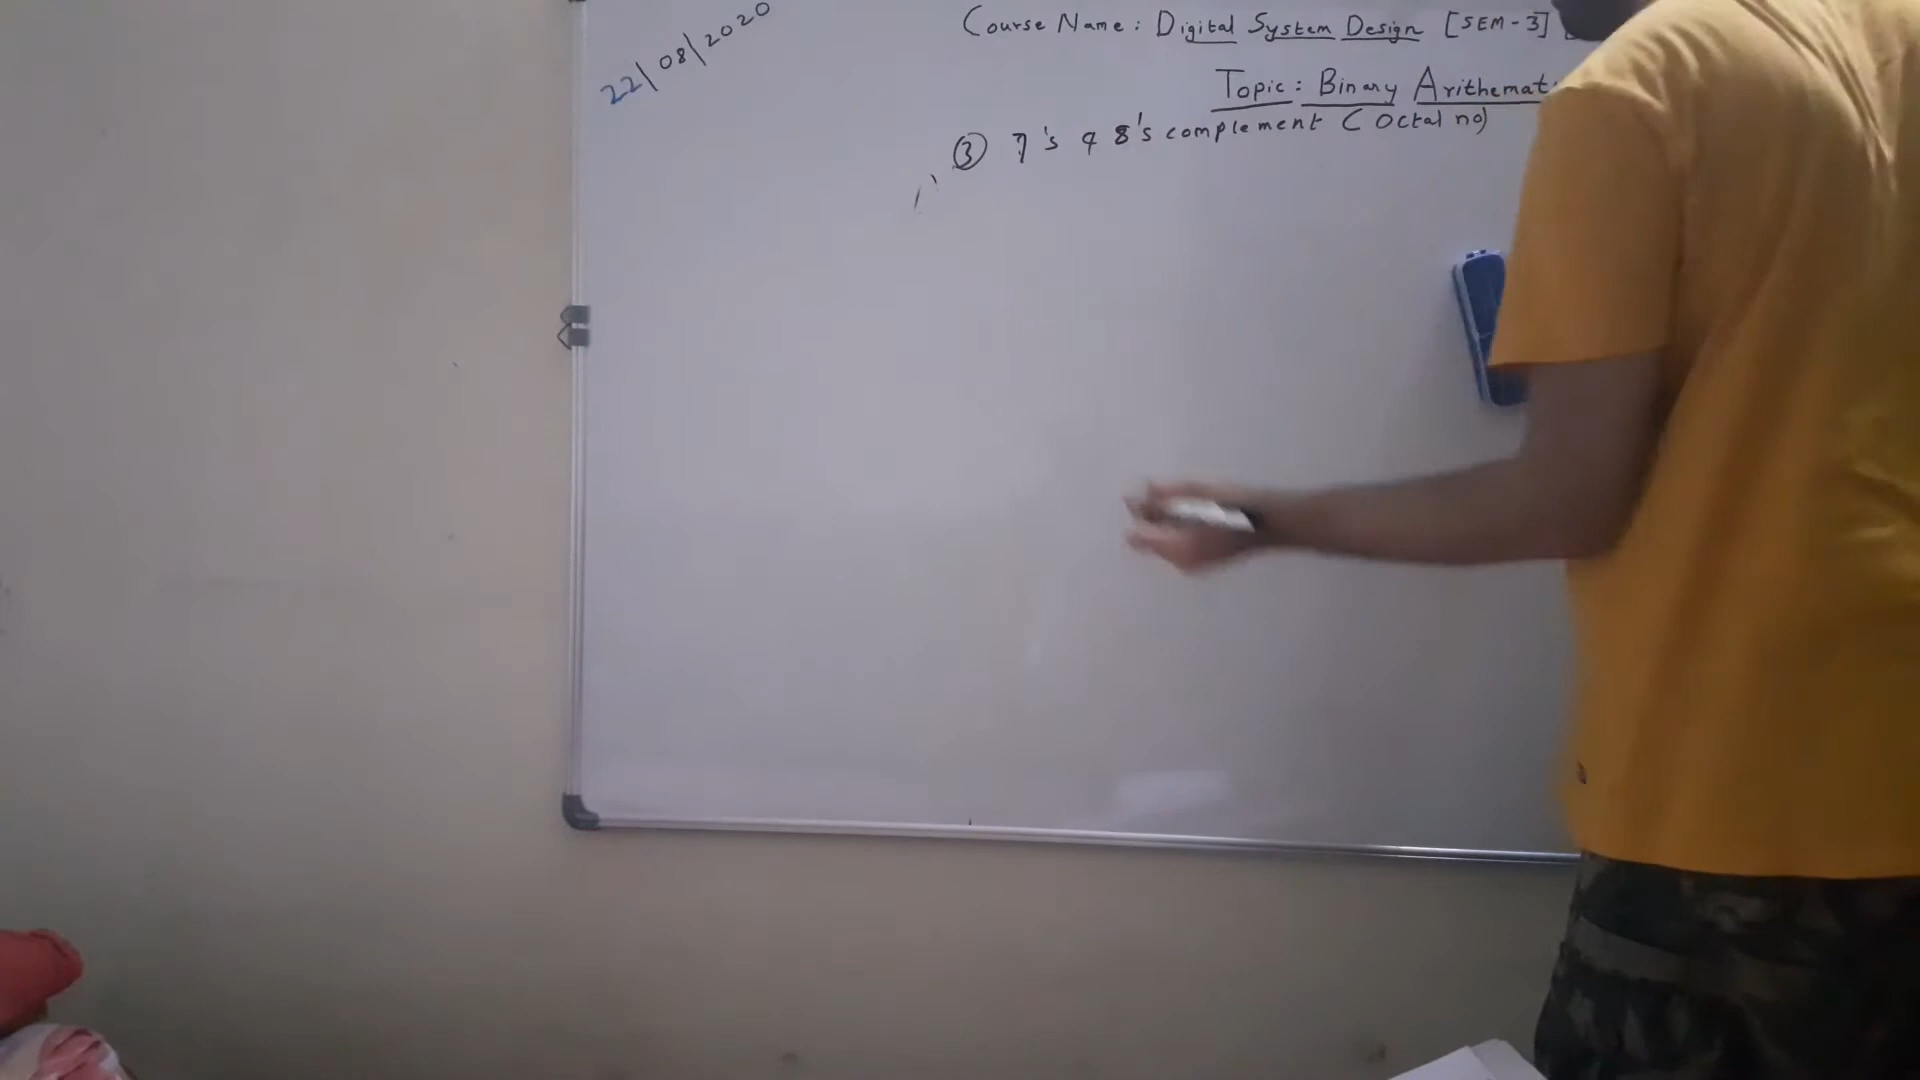 22/08/2020
Course Name: Digital System Design [SEM-3]
Topic: Binary Arithemat
③ 7's & 8's complement (Octal no)